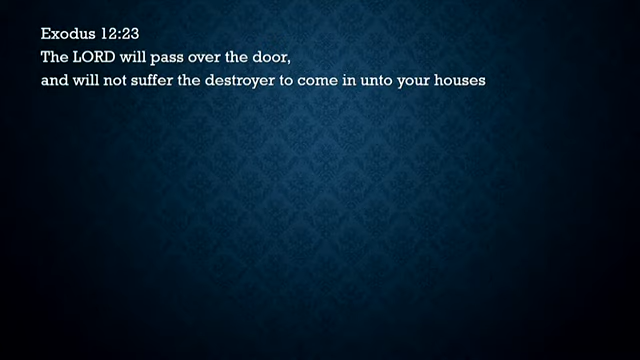 Exodus 12:23
The LORD will pass over the door,
and will not suffer the destroyer to come in unto your houses